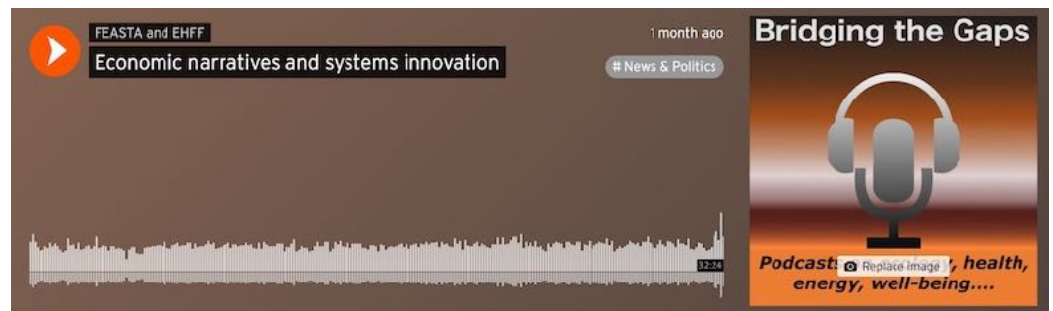 FEASTA and EHFF
1 month ago
Economic narratives and systems innovation
# News & Politics
32:24
Bridging the Gaps
Podcasts , health,
Replace Image
energy, well-being....